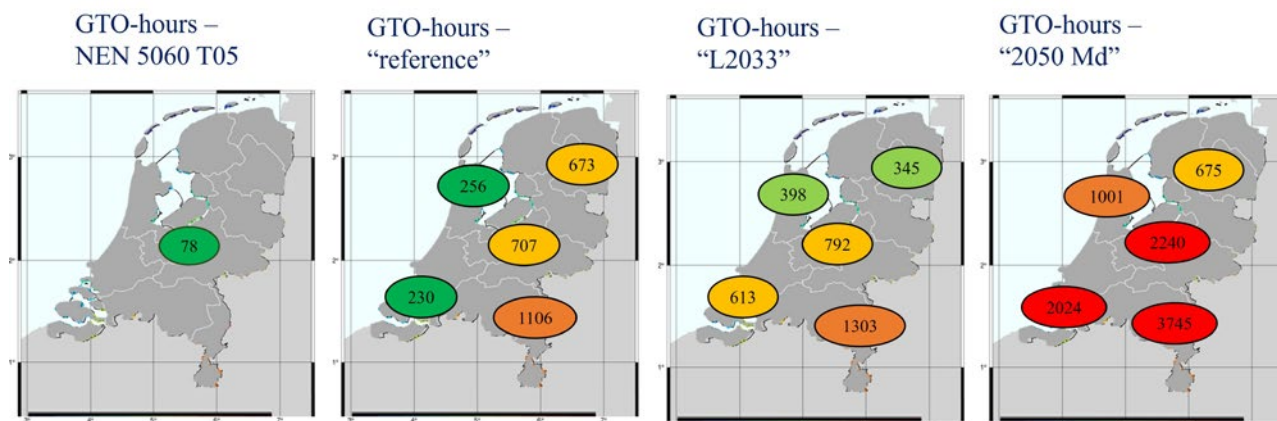 GTO-hours –
NEN 5060 T05
GTO-hours –
“reference”
GTO-hours –
“L2033”
GTO-hours –
“2050 Md”
78
673
256
707
230
1106
345
398
792
613
1303
675
1001
2240
2024
3745